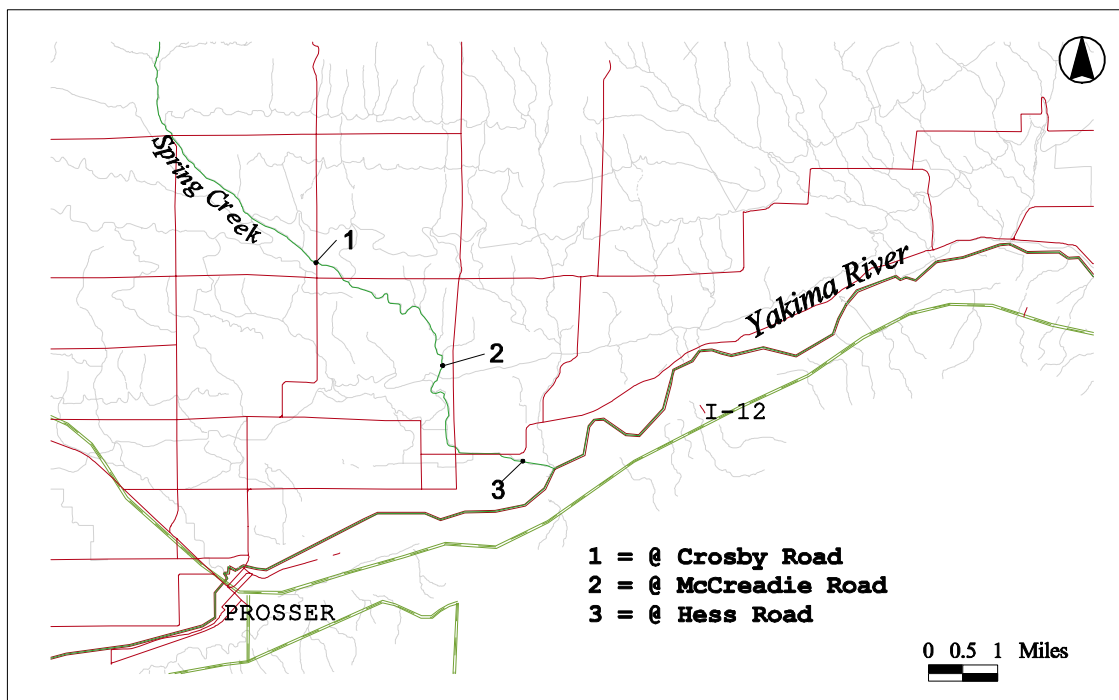 Spring Creek
1
Yakima River
2
I-12
3
1 = @ Crosby Road
2 = @ McCreadie Road
3 = @ Hess Road
PROSSER
0 0.5 1 Miles